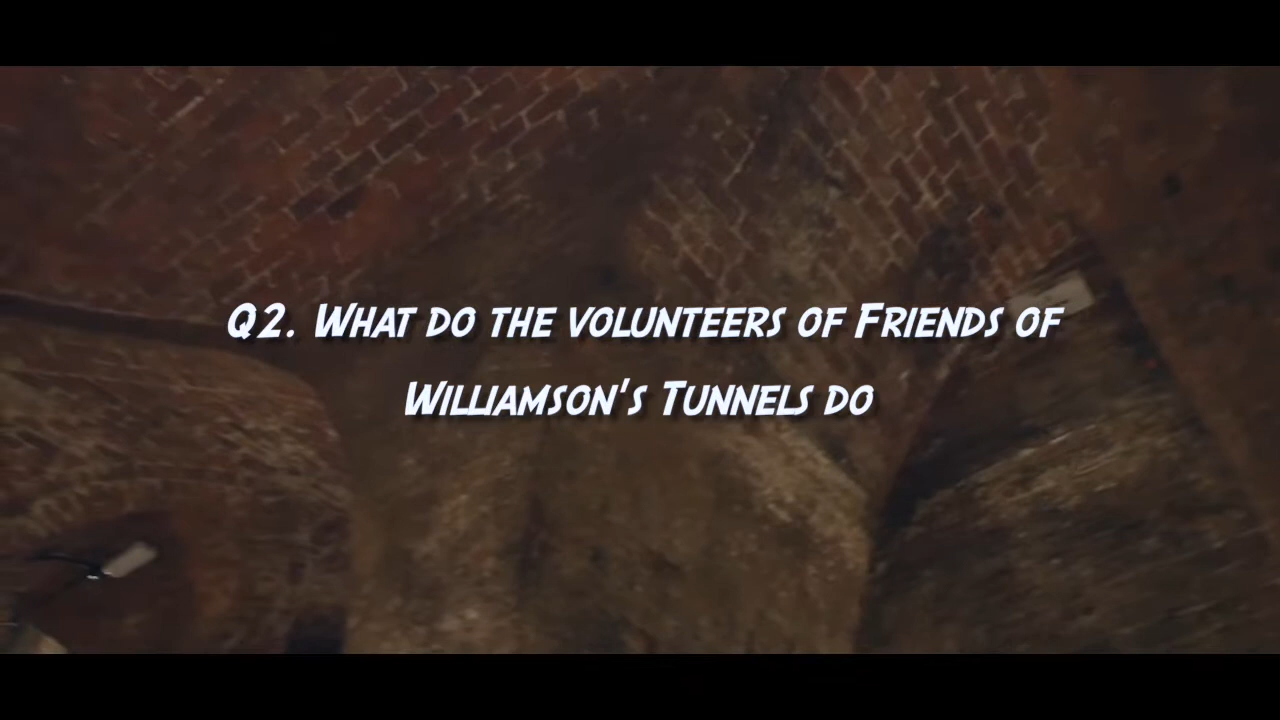 Q2. What do the volunteers of Friends of
Williamson's Tunnels do